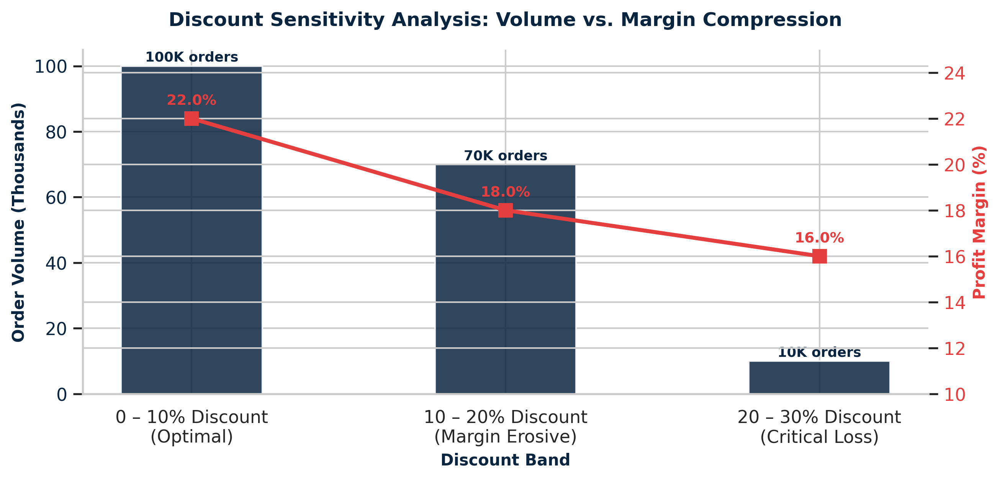 Discount Sensitivity Analysis: Volume vs. Margin Compression
Order Volume (Thousands)
100
80
60
40
20
0
100K orders
70K orders
10K orders
22.0%
18.0%
16.0%
24
22
20
18
16
14
12
10
Profit Margin (%)
0 – 10% Discount
(Optimal)
10 – 20% Discount
(Margin Erosive)
20 – 30% Discount
(Critical Loss)
Discount Band